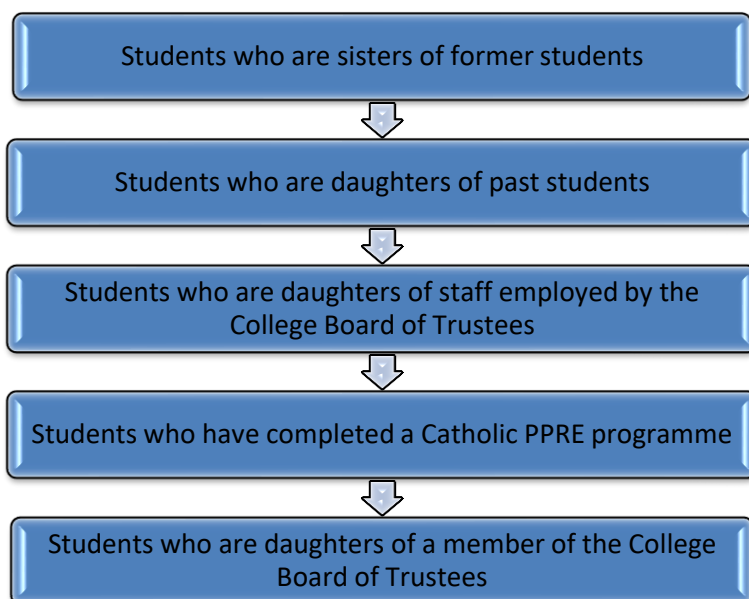 Students who are sisters of former students
Students who are daughters of past students
Students who are daughters of staff employed by the
College Board of Trustees
Students who have completed a Catholic PPRE programme
Students who are daughters of a member of the College
Board of Trustees